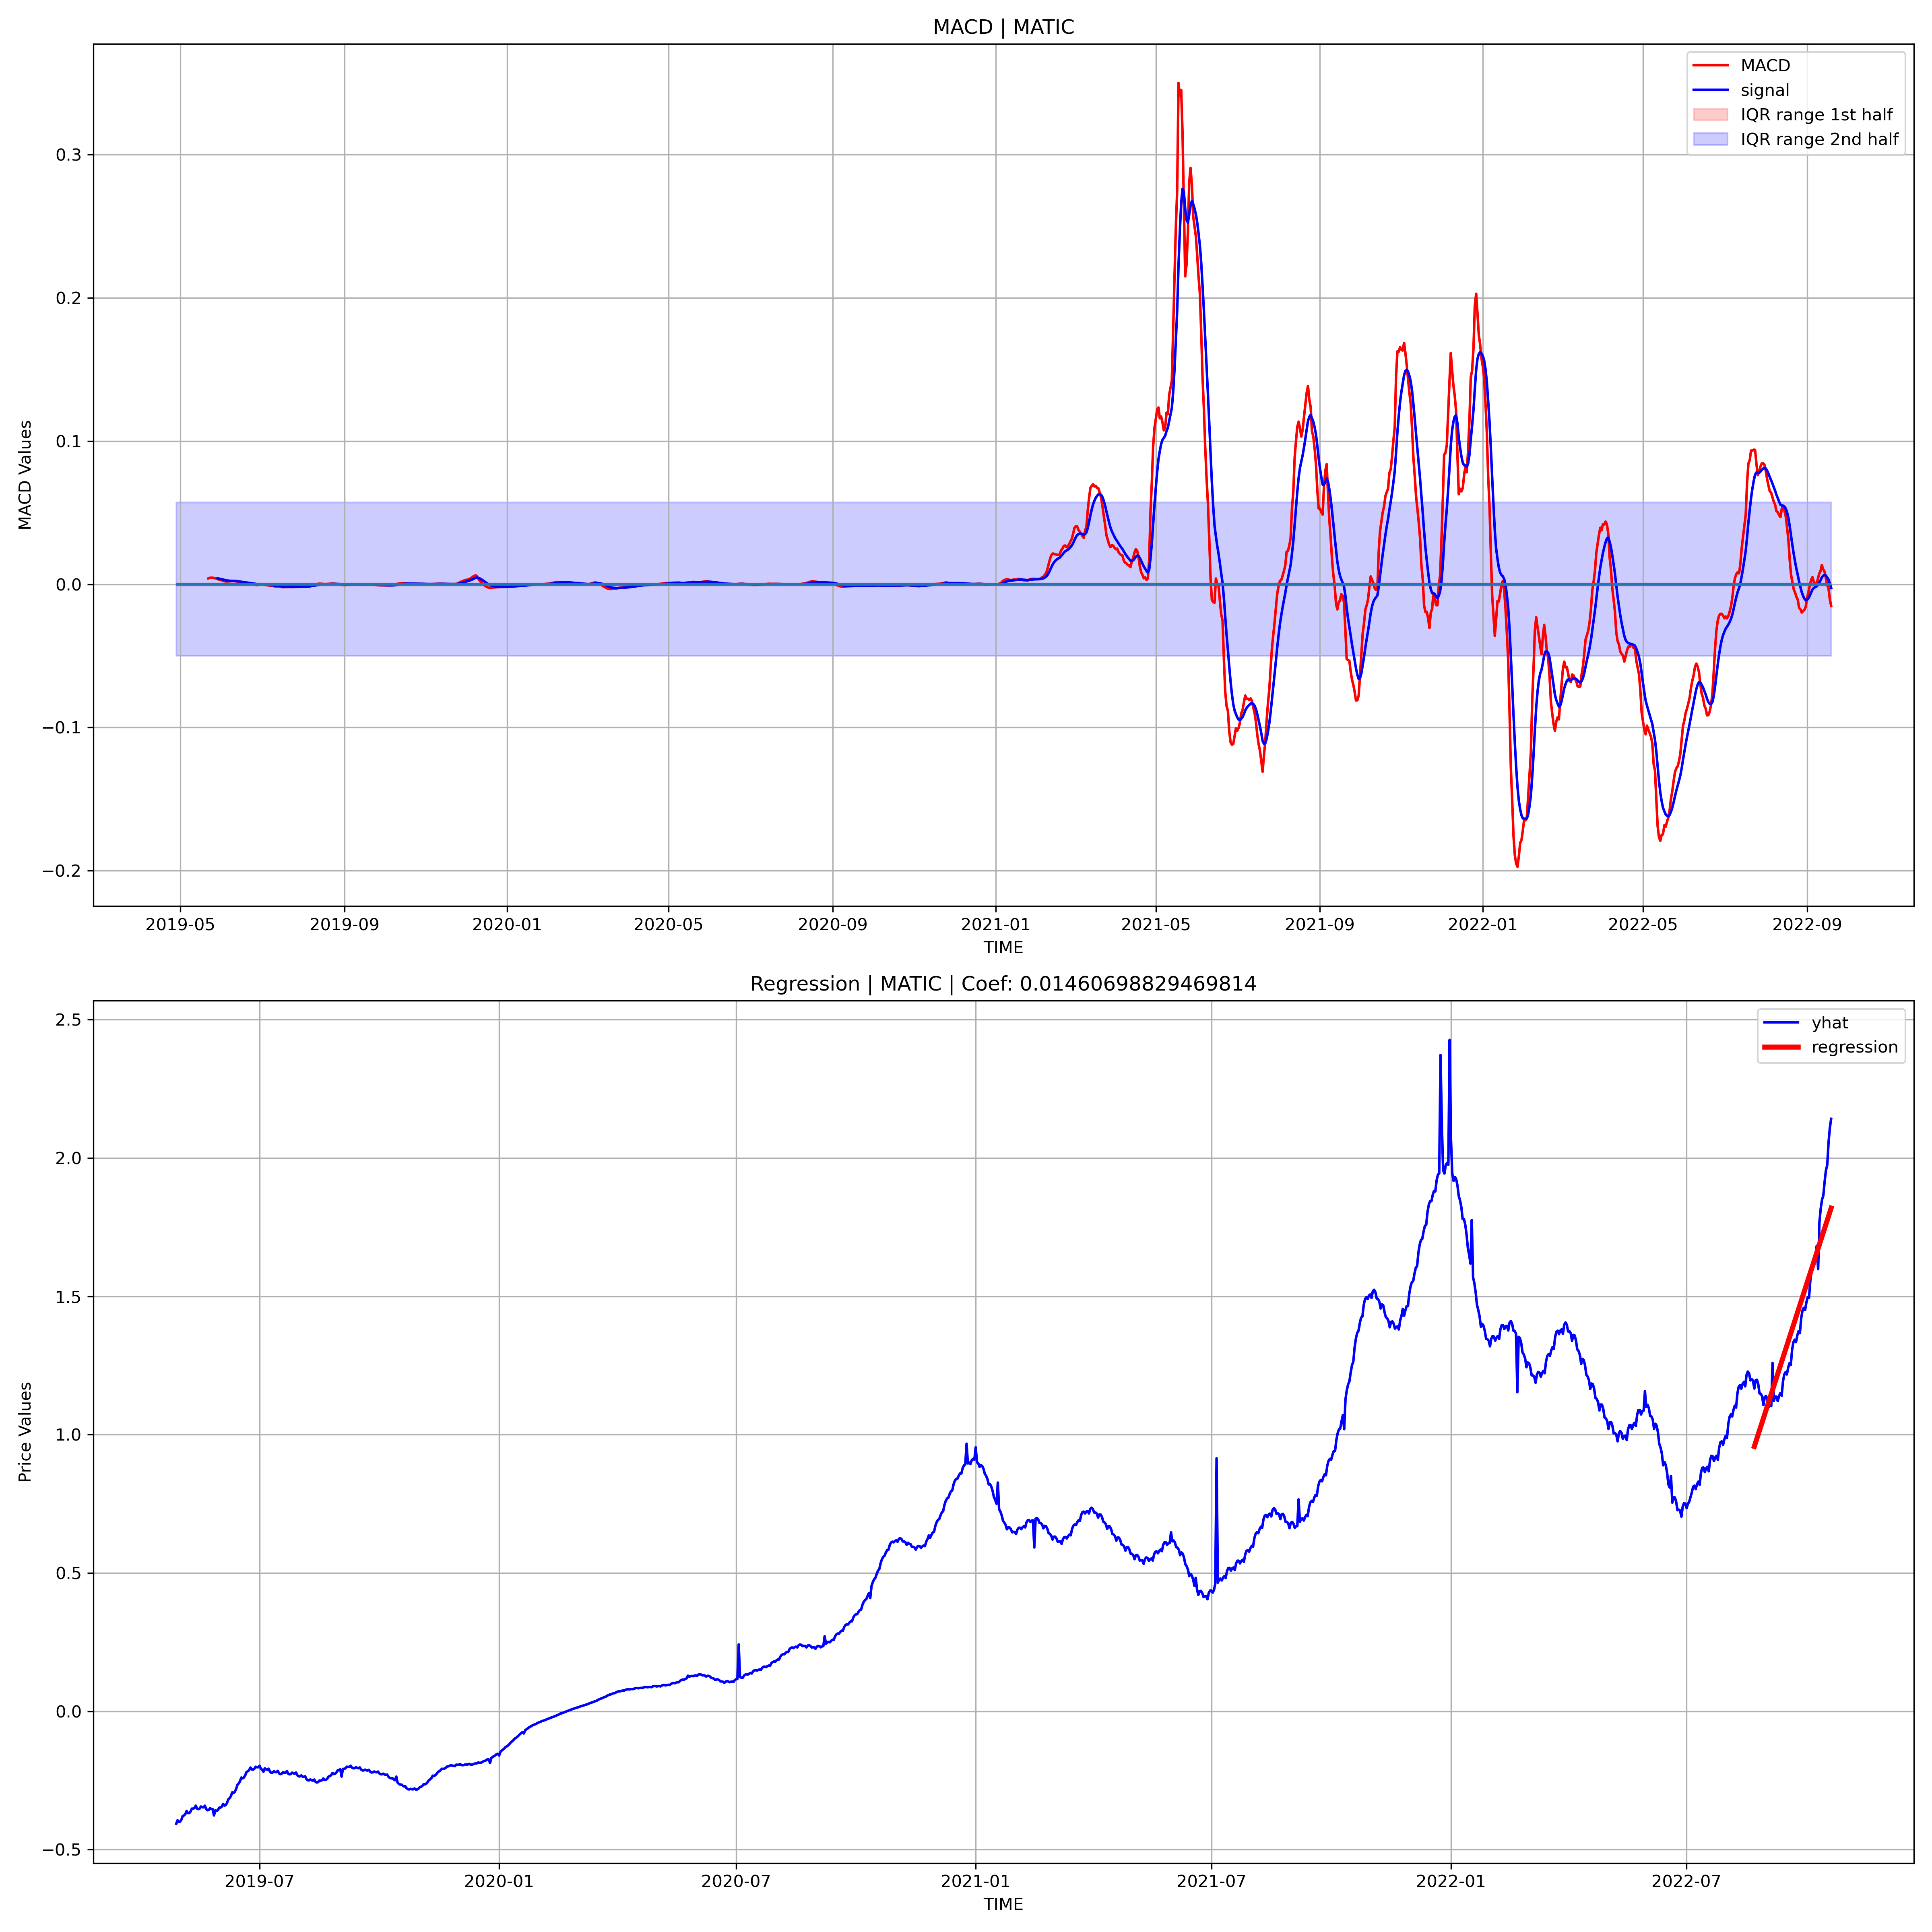 MACD | MATIC
MACD
signal
IQR range 1st half
IQR range 2nd half
MACD Values
0.3
0.2
0.1
0.0
−0.1
−0.2
2019-05 2019-09 2020-01 2020-05 2020-09 2021-01 2021-05 2021-09 2022-01 2022-05 2022-09
TIME
Regression | MATIC | Coef: 0.01460698829469814
yhat
regression
Price Values
2.5
2.0
1.5
1.0
0.5
0.0
−0.5
2019-07 2020-01 2020-07 2021-01 2021-07 2022-01 2022-07
TIME